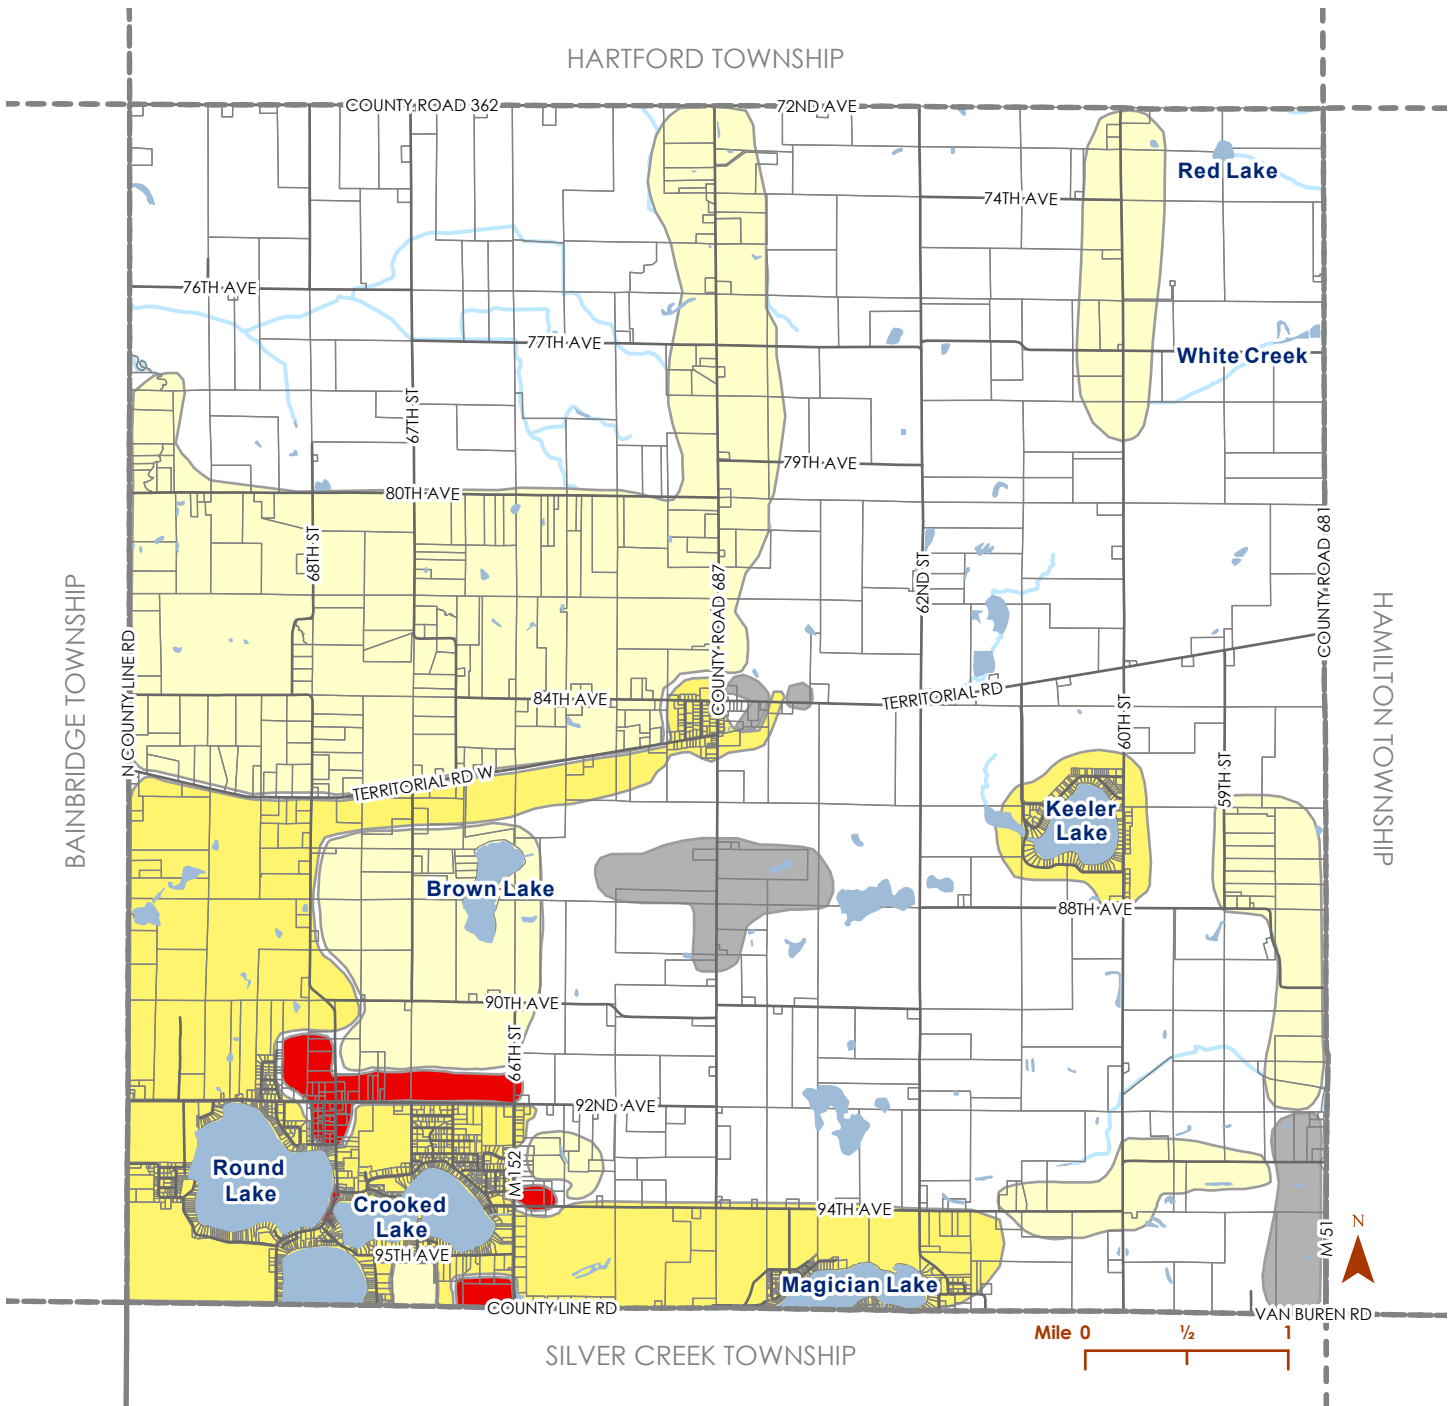 HARTFORD TOWNSHIP
COUNTY ROAD 362
72ND AVE
Red Lake
74TH AVE
76TH AVE
77TH AVE
White Creek
67TH ST
79TH AVE
80TH AVE
68TH ST
COUNTY ROAD 687
62ND ST
COUNTY ROAD 681
BAINBRIDGE TOWNSHIP
HAMILTON TOWNSHIP
N COUNTY LINE RD
84TH AVE
TERRITORIAL RD
60TH ST
59TH ST
TERRITORIAL RD W
Keeler
Lake
Brown Lake
88TH AVE
90TH AVE
66TH ST
92ND AVE
Round
Lake
M 152
Crooked
Lake
94TH AVE
95TH AVE
M 51
N
Magician Lake
COUNTY LINE RD
VAN BUREN RD
Mile 0 ½ 1
SILVER CREEK TOWNSHIP